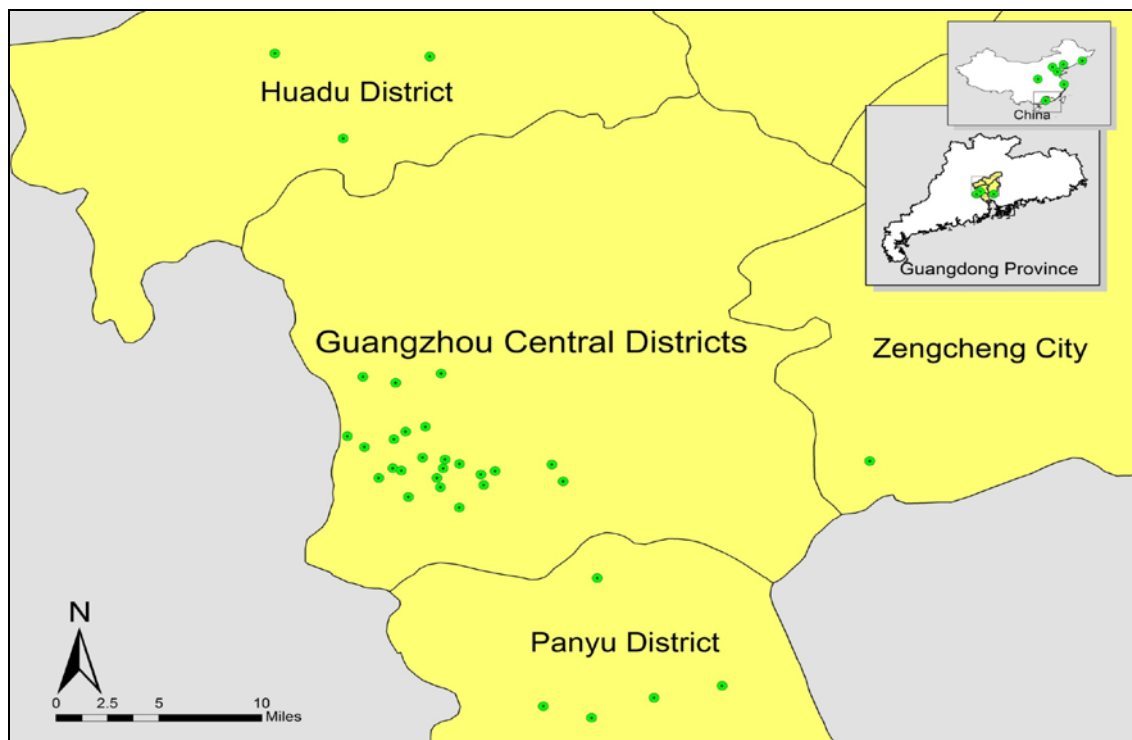 Huadu District
China
Guangdong Province
Guangzhou Central Districts
Zengcheng City
Panyu District
N
0 2.5 5 10
Miles